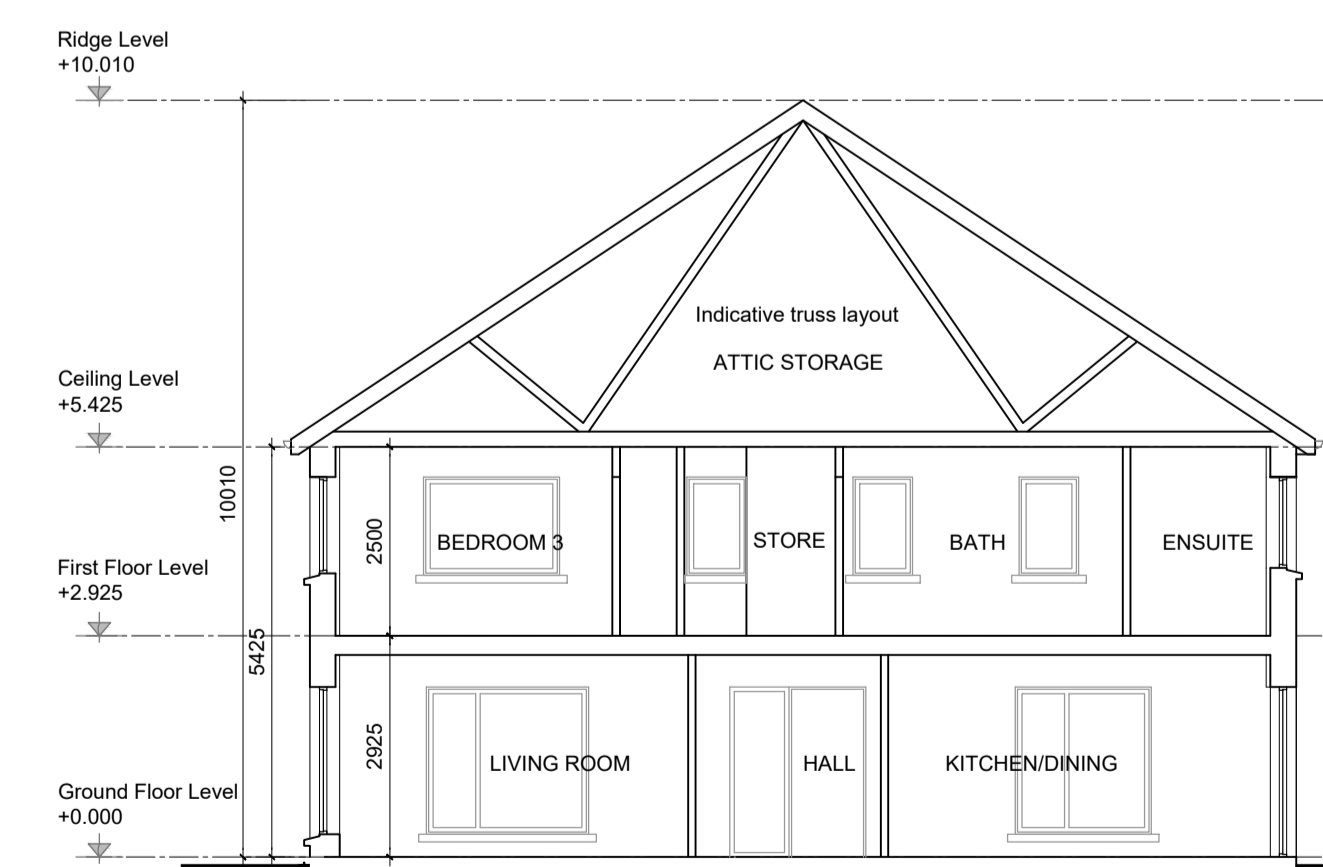 Ridge Level
+10.010
Indicative truss layout
ATTIC STORAGE
Ceiling Level
+5.425
10010
2500
BEDROOM 3
STORE
BATH
ENSUITE
First Floor Level
+2.925
5425
2925
LIVING ROOM
HALL
KITCHEN/DINING
Ground Floor Level
+0.000